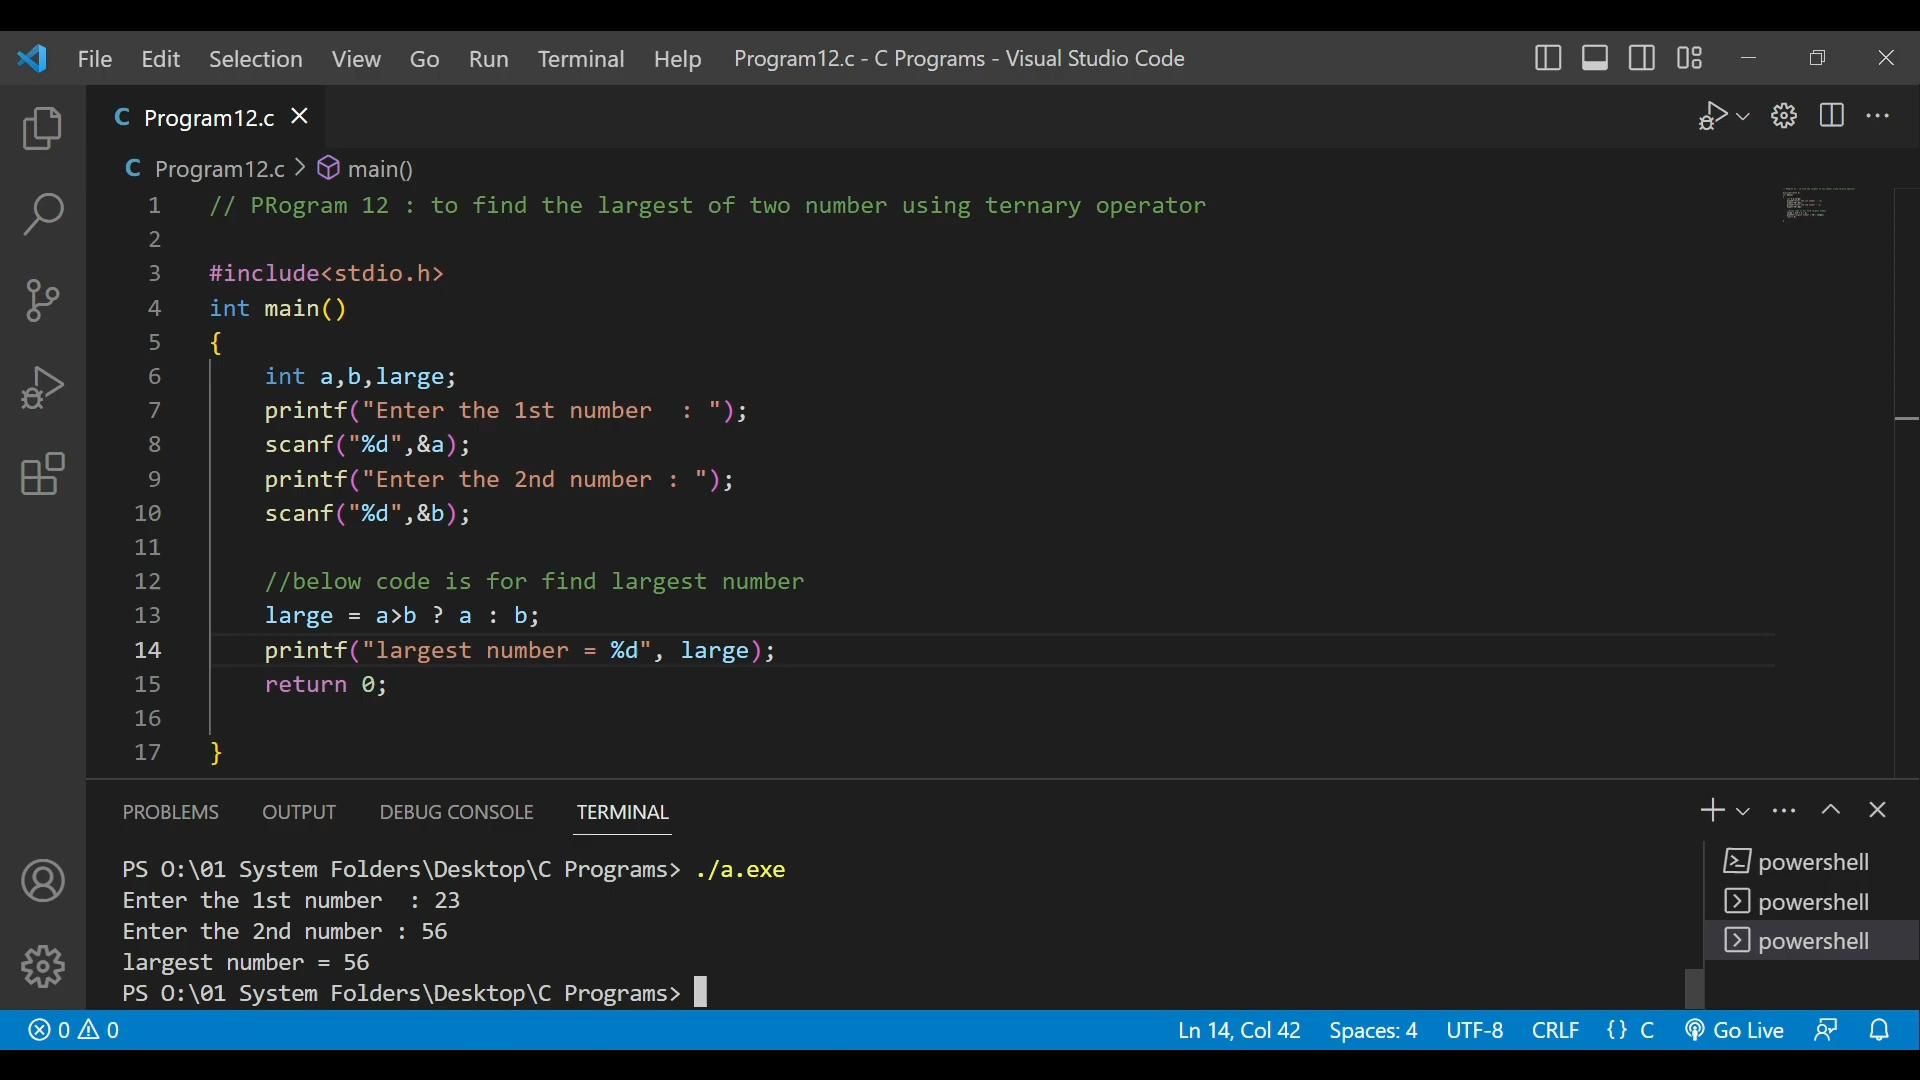 File Edit Selection View Go Run Terminal Help Program12.c - C Programs - Visual Studio Code
C Program12.c
C Program12.c > main()
1 // PRogram 12 : to find the largest of two number using ternary operator
2
3 #include<stdio.h>
4 int main()
5 {
6     int a,b,large;
7     printf("Enter the 1st number  : ");
8     scanf("%d",&a);
9     printf("Enter the 2nd number : ");
10     scanf("%d",&b);
11
12     //below code is for find largest number
13     large = a>b ? a : b;
14     printf("largest number = %d", large);
15     return 0;
16
17 }
PROBLEMS OUTPUT DEBUG CONSOLE TERMINAL
PS O:\01 System Folders\Desktop\C Programs> ./a.exe
Enter the 1st number  : 23
Enter the 2nd number : 56
largest number = 56
PS O:\01 System Folders\Desktop\C Programs>
powershell
powershell
powershell
0 0 Ln 14, Col 42 Spaces: 4 UTF-8 CRLF {} C Go Live